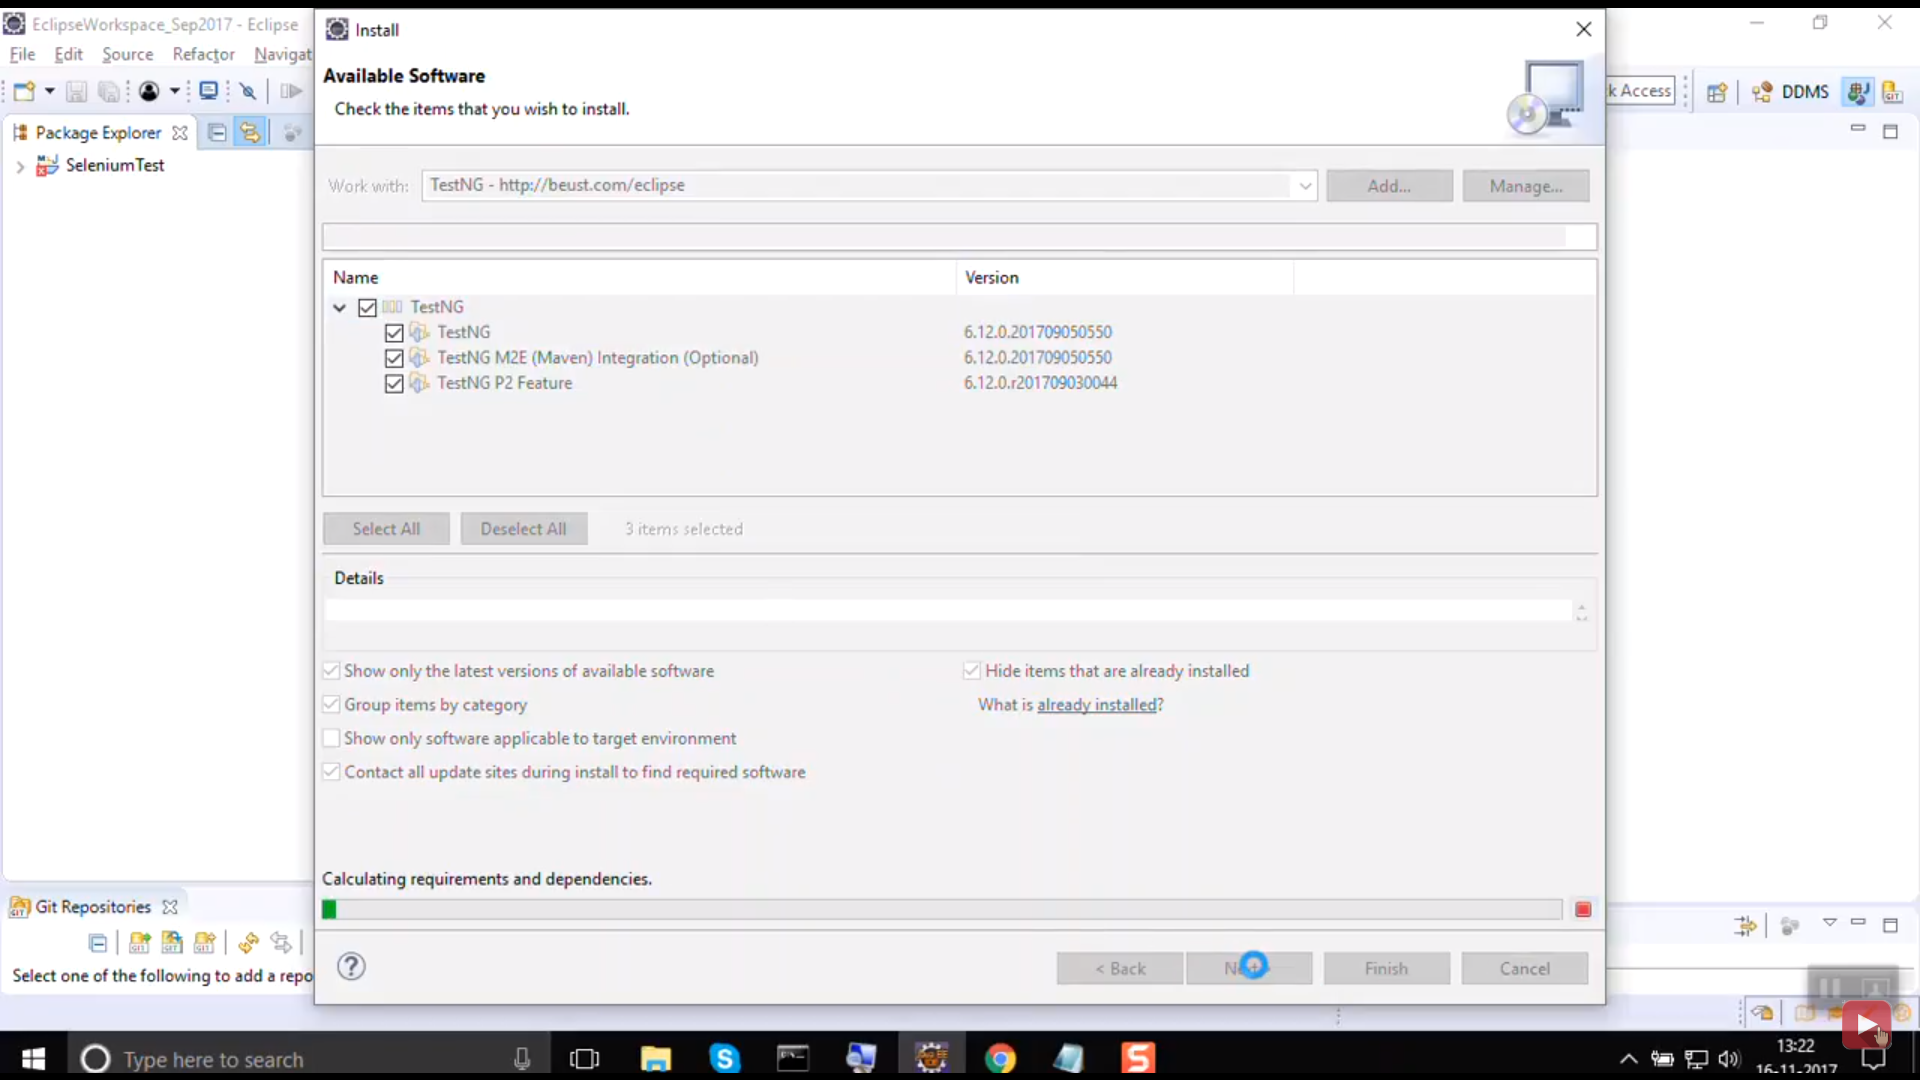 EclipseWorkspace_Sep2017 - Eclipse
File Edit Source Refactor Navigat
Install
Available Software
Check the items that you wish to install.
k Access
DDMS
Package Explorer
SeleniumTest
Work with: TestNG - http://beust.com/eclipse
Add...
Manage...
Name Version
TestNG
TestNG 6.12.0.201709050550
TestNG M2E (Maven) Integration (Optional) 6.12.0.201709050550
TestNG P2 Feature 6.12.0.r201709030044
Select All Deselect All 3 items selected
Details
Show only the latest versions of available software Hide items that are already installed
Group items by category What is already installed?
Show only software applicable to target environment
Contact all update sites during install to find required software
Calculating requirements and dependencies.
Git Repositories
GIT GIT GIT
Select one of the following to add a repo
< Back Finish Cancel
Type here to search
13:22
16-11-2017